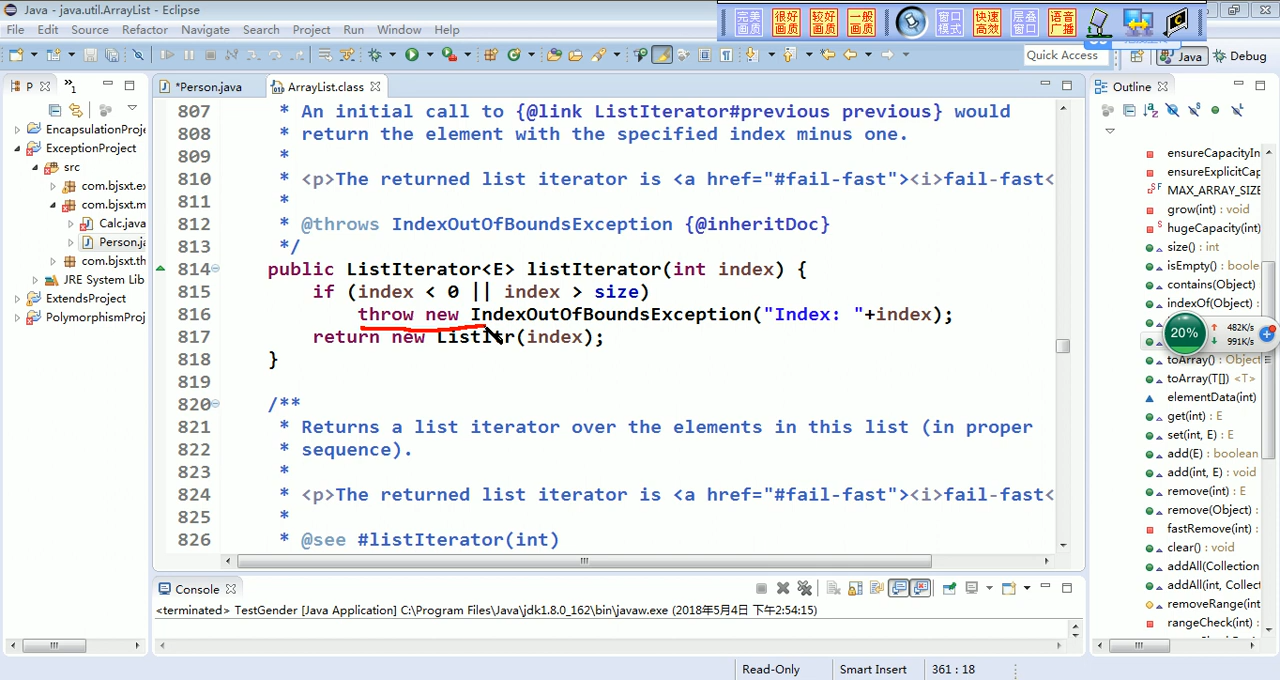 Java - java.util.ArrayList - Eclipse
完美画质 很好画质 较好画质 一般画质 窗口模式 快速高效 层叠窗口 语音广播
File Edit Source Refactor Navigate Search Project Run Window Help
Quick Access Java Debug
P 1 *Person.java ArrayList.class Outline
EncapsulationProje
ExceptionProject
src
com.bjsxt.ex
com.bjsxt.m
Calc.java
Person.ja
com.bjsxt.th
JRE System Lib
ExtendsProject
PolymorphismProj
807 * An initial call to {@link ListIterator#previous previous} would
808 * return the element with the specified index minus one.
809 *
810 * <p>The returned list iterator is <a href="#fail-fast"><i>fail-fast<
811 *
812 * @throws IndexOutOfBoundsException {@inheritDoc}
813 */
814 public ListIterator<E> listIterator(int index) {
815 if (index < 0 || index > size)
816 throw new IndexOutOfBoundsException("Index: "+index);
817 return new ListItr(index);
818 }
819
820 /**
821 * Returns a list iterator over the elements in this list (in proper
822 * sequence).
823 *
824 * <p>The returned list iterator is <a href="#fail-fast"><i>fail-fast<
825 *
826 * @see #listIterator(int)
ensureCapacityIn
ensureExplicitCap
MAX_ARRAY_SIZE
grow(int) : void
hugeCapacity(int)
size() : int
isEmpty() : boole
contains(Object)
indexOf(Object) :
20% 482K/s
991K/s
toArray() : Object
toArray(T[]) <T>
elementData(int)
get(int) : E
set(int, E) : E
add(E) : boolean
add(int, E) : void
remove(int) : E
remove(Object) :
fastRemove(int) :
clear() : void
addAll(Collection
addAll(int, Collect
removeRange(int
rangeCheck(int) :
Console
<terminated> TestGender [Java Application] C:\Program Files\Java\jdk1.8.0_162\bin\javaw.exe (2018年5月4日 下午2:54:15)
Read-Only Smart Insert 361 : 18